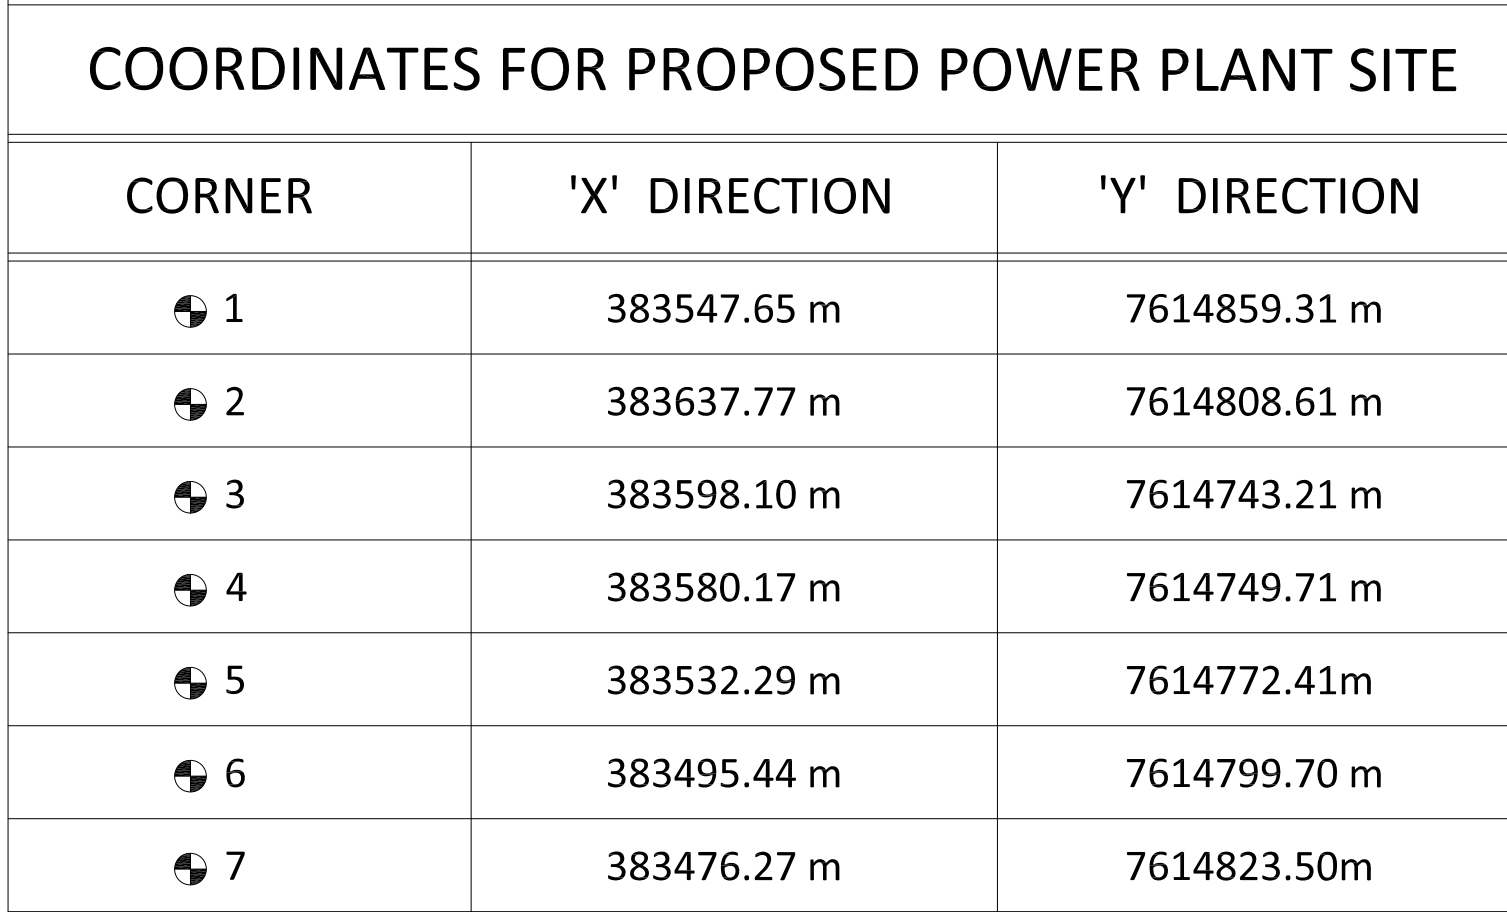 COORDINATES FOR PROPOSED POWER PLANT SITE
CORNER 'X' DIRECTION 'Y' DIRECTION
1 383547.65 m 7614859.31 m
2 383637.77 m 7614808.61 m
3 383598.10 m 7614743.21 m
4 383580.17 m 7614749.71 m
5 383532.29 m 7614772.41m
6 383495.44 m 7614799.70 m
7 383476.27 m 7614823.50m